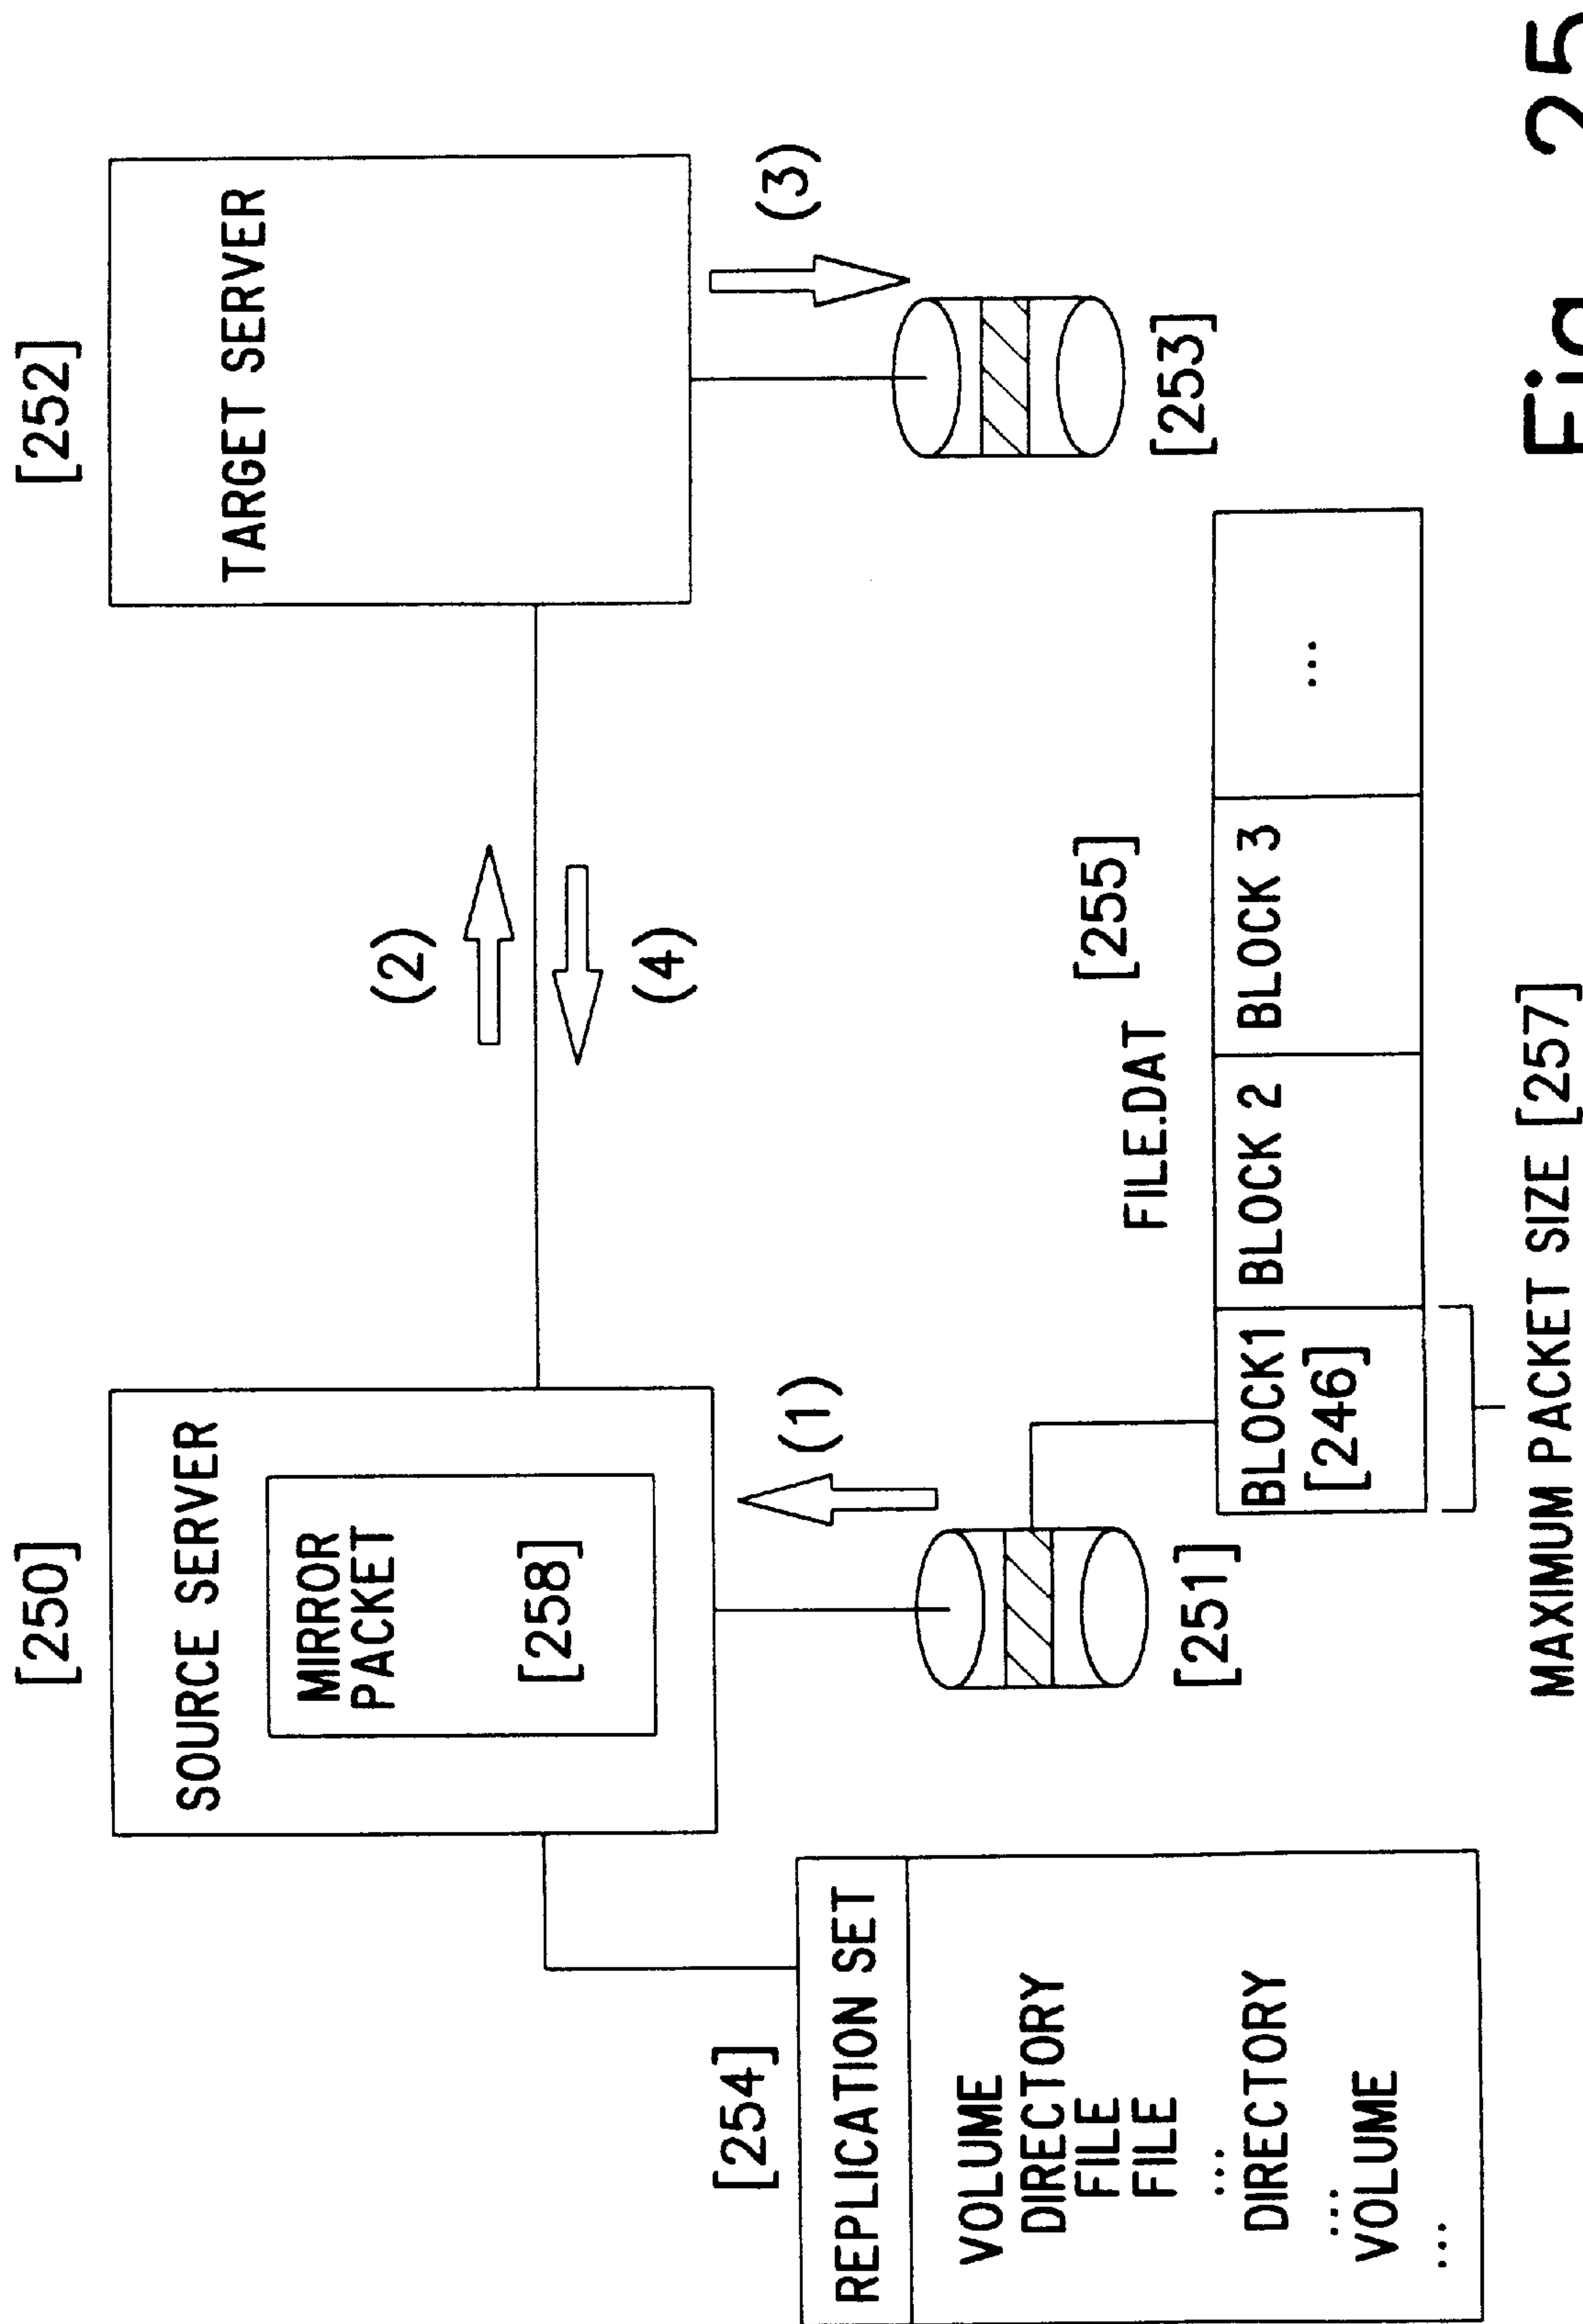 [250]
SOURCE SERVER
MIRROR
PACKET
[258]
[252]
TARGET SERVER
(2)
(4)
(1)
(3)
[251]
[253]
[254]
REPLICATION SET
VOLUME
DIRECTORY
FILE
FILE
...
DIRECTORY
...
VOLUME
...
FILE.DAT
[255]
BLOCK1
[246]
BLOCK 2
BLOCK 3
...
MAXIMUM PACKET SIZE [257]
Fig. 25